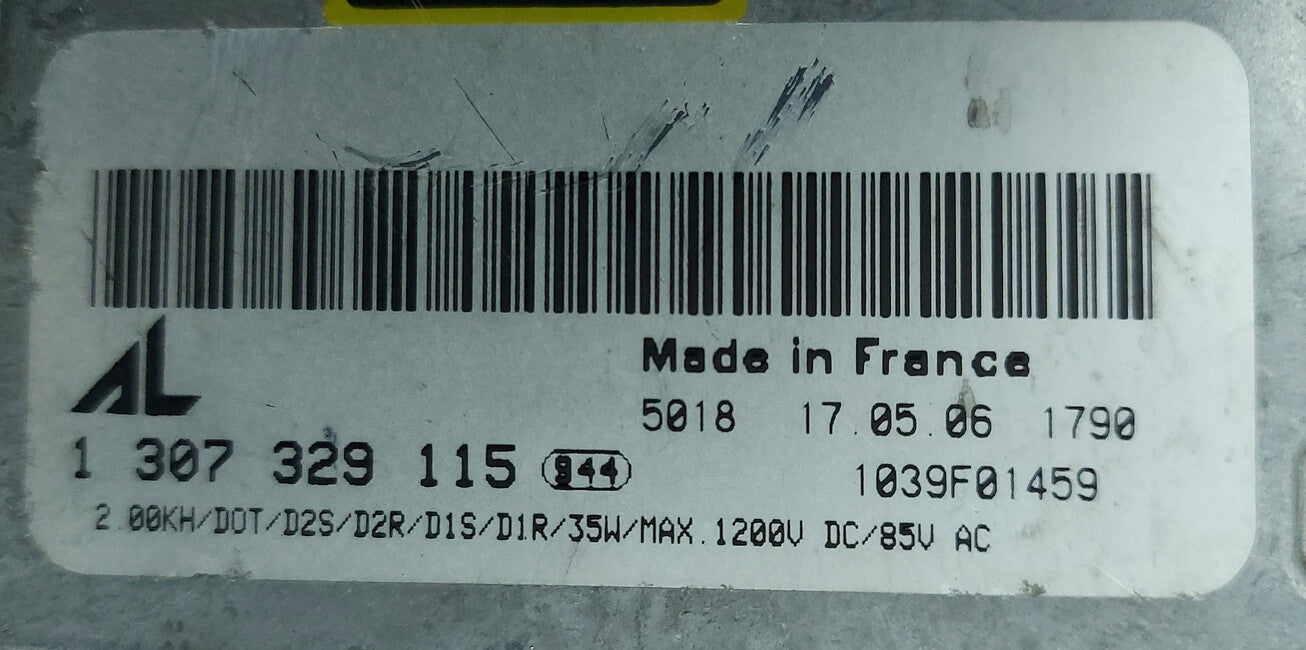 AL
Made in France
5018 17.05.06 1790
1 307 329 115 944
1039F01459
2.00KH/DOT/D2S/D2R/D1S/D1R/35W/MAX.1200V DC/85V AC